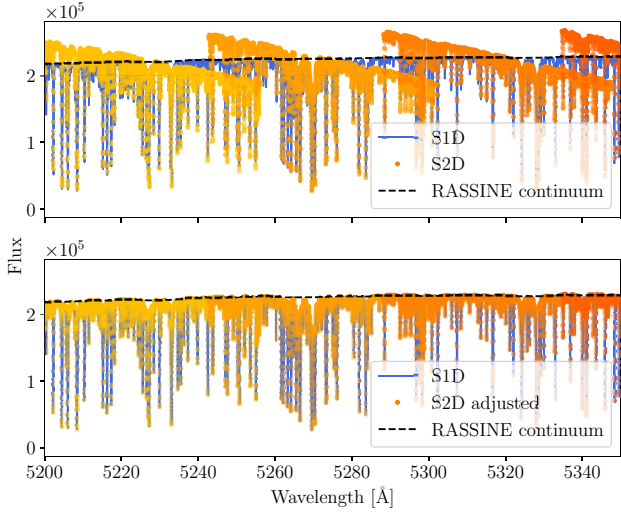 ×10⁵
2
1
0
S1D
S2D
RASSINE continuum
Flux
×10⁵
2
1
0
S1D
S2D adjusted
RASSINE continuum
5200 5220 5240 5260 5280 5300 5320 5340
Wavelength [Å]